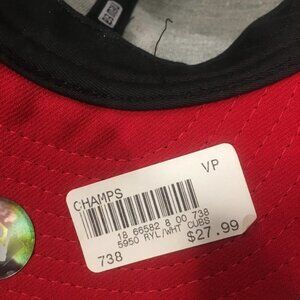 CHAMPS VP
18 66582 8 00 738
5950 RYL/WHT CUBS
738 $27.99